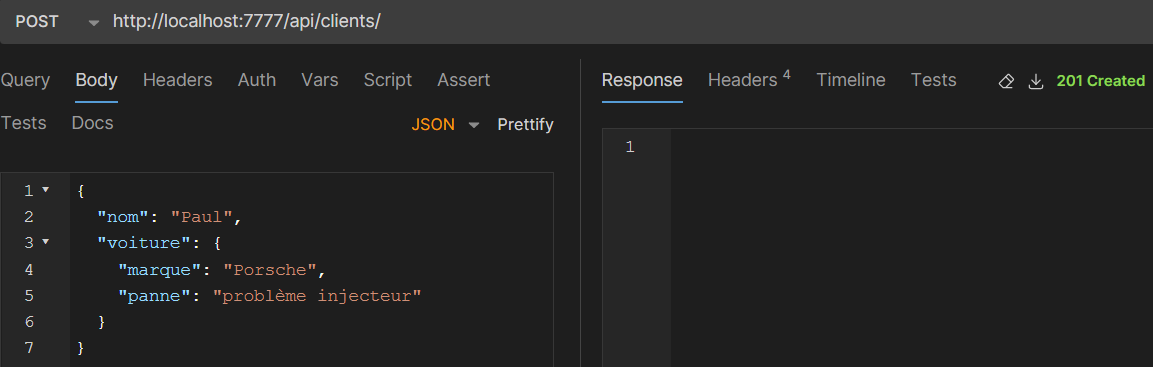 POST http://localhost:7777/api/clients/
Query Body Headers Auth Vars Script Assert
Tests Docs JSON Prettify
1 {
2 "nom": "Paul",
3 "voiture": {
4 "marque": "Porsche",
5 "panne": "problème injecteur"
6 }
7 }
Response Headers 4 Timeline Tests 201 Created
1